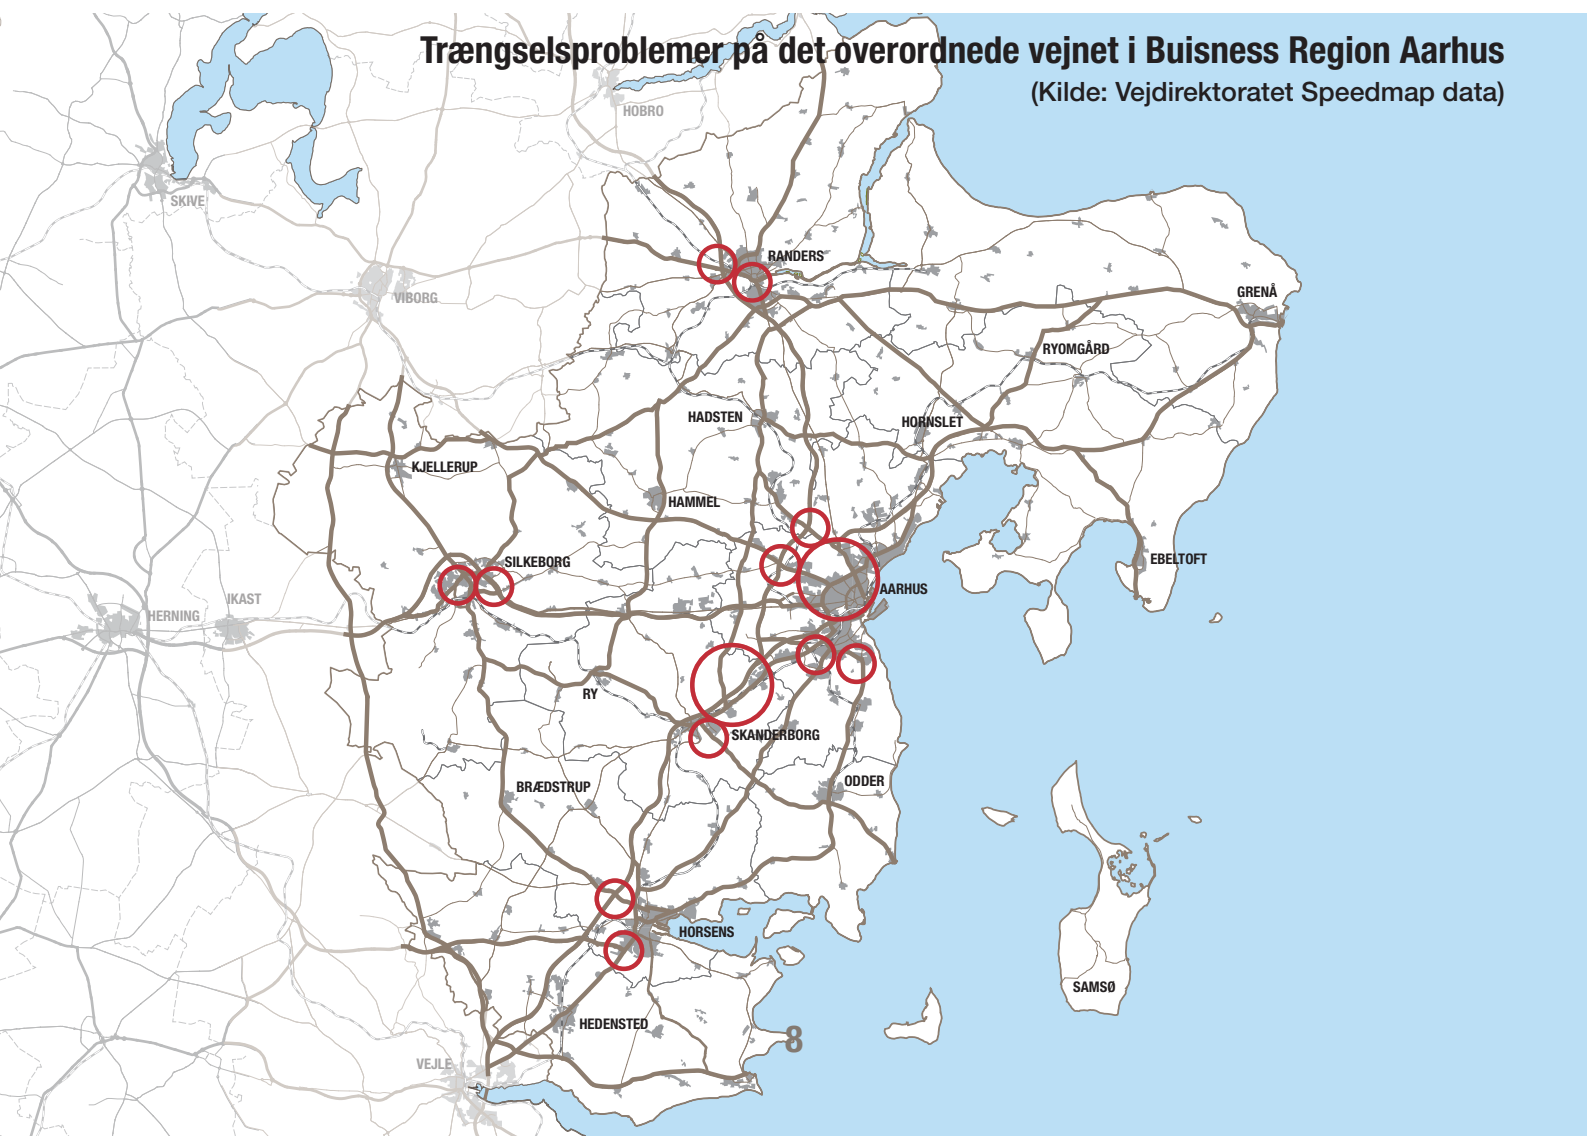 Trængselsproblemer på det overordnede vejnet i Buisness Region Aarhus
(Kilde: Vejdirektoratet Speedmap data)
HOBRO
SKIVE
RANDERS
VIBORG
GRENÅ
RYOMGÅRD
HADSTEN
HORNSLET
KJELLERUP
HAMMEL
SILKEBORG
EBELTOFT
AARHUS
IKAST
HERNING
RY
SKANDERBORG
BRÆDSTRUP
ODDER
HORSENS
SAMSØ
HEDENSTED
8
VEJLE